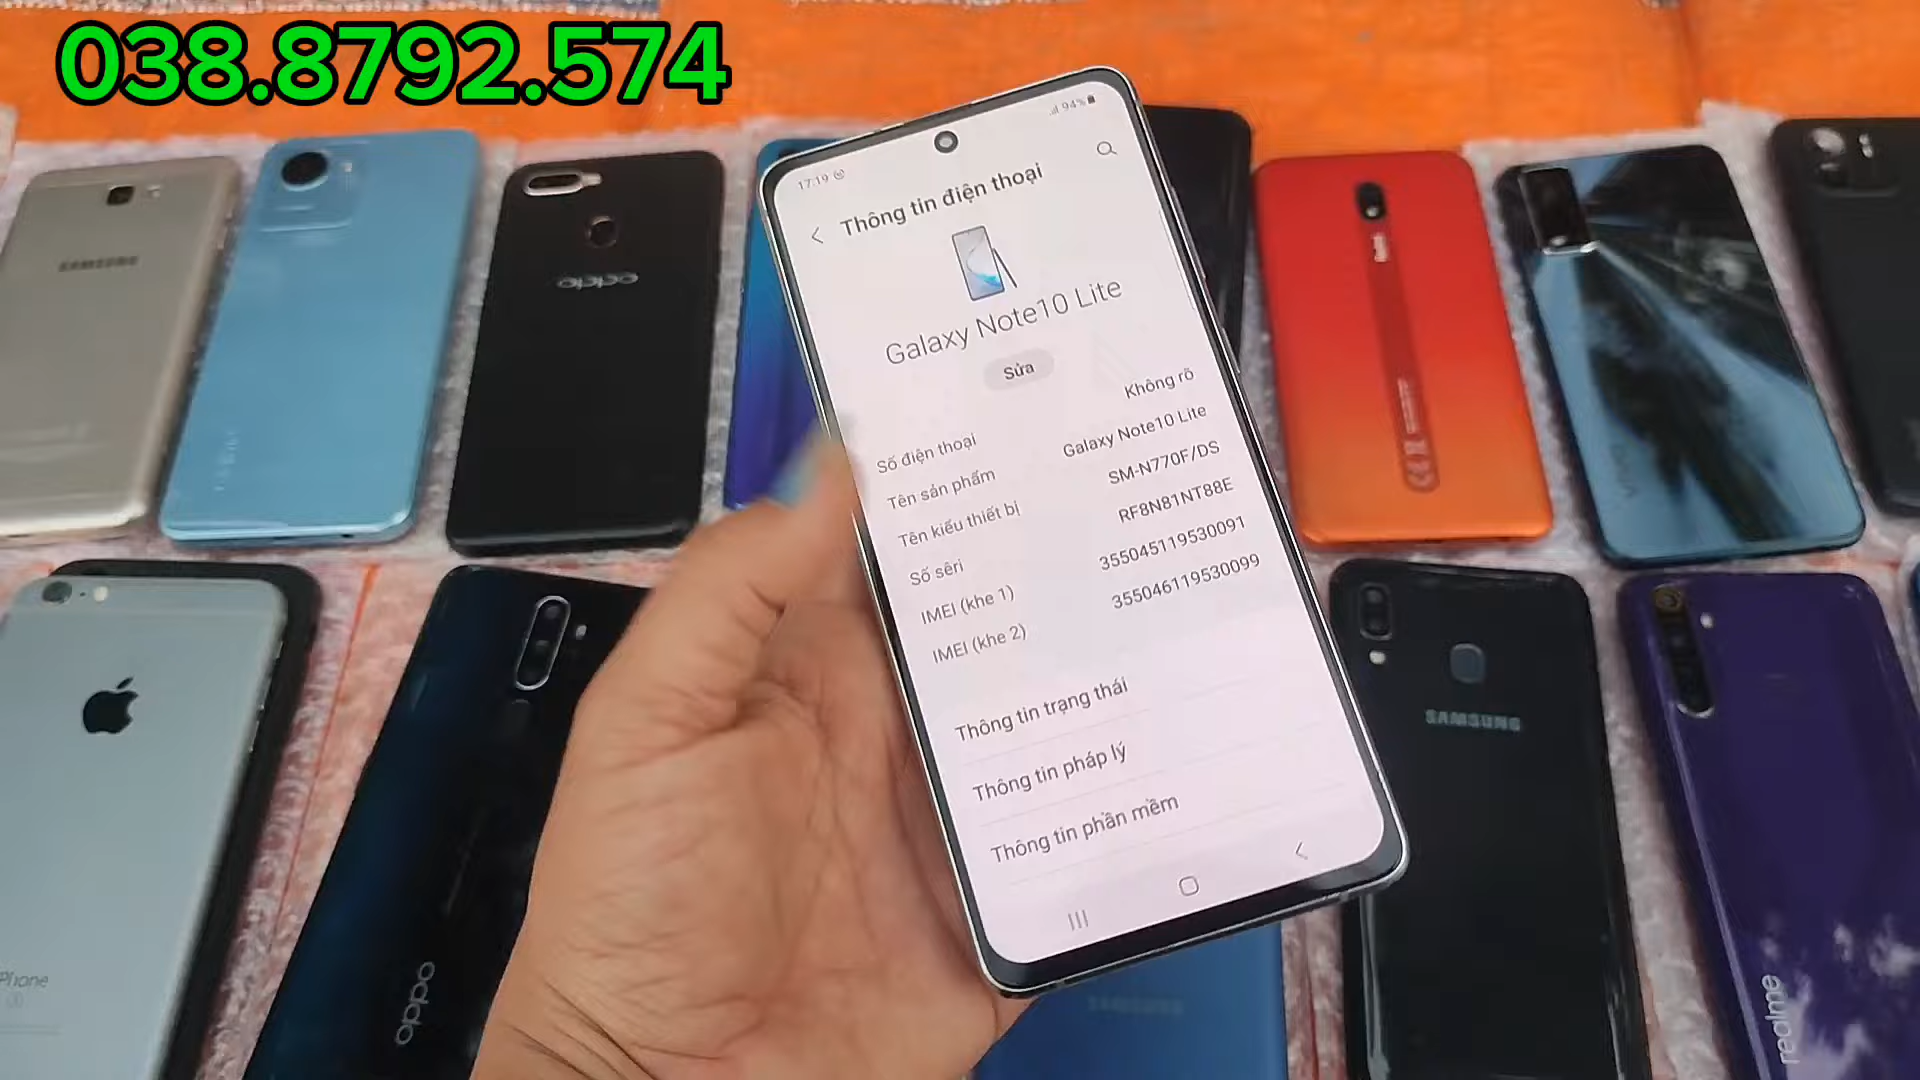 038.8792.574
17:19
94%
Thông tin điện thoại
Galaxy Note10 Lite
Sửa
Số điện thoại
Không rõ
Tên sản phẩm
Galaxy Note10 Lite
Tên kiểu thiết bị
SM-N770F/DS
Số sêri
RF8N81NT88E
IMEI (khe 1)
355045119530091
IMEI (khe 2)
355046119530099
Thông tin trạng thái
Thông tin pháp lý
Thông tin phần mềm
SAMSUNG
oppo
vivo
iPhone
oppo
SAMSUNG
SAMSUNG
realme